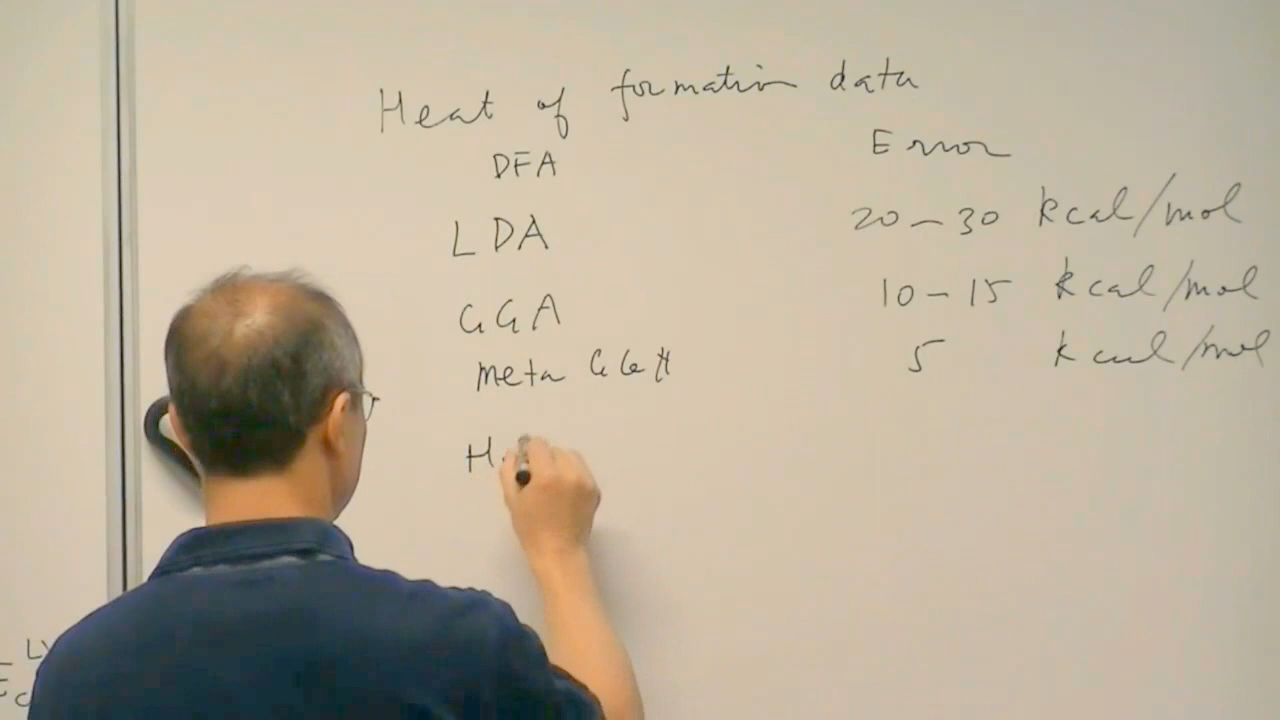 Heat of formation data
DFA Error
LDA 20-30 kcal/mol
GGA 10-15 kcal/mol
meta GGA 5 kcal/mol
H